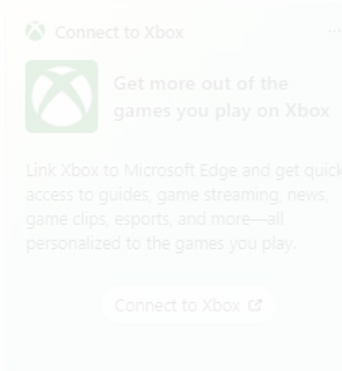 Connect to Xbox
Get more out of the
games you play on Xbox
Link Xbox to Microsoft Edge and get quick
access to guides, game streaming, news,
game clips, esports, and more—all
personalized to the games you play.
Connect to Xbox